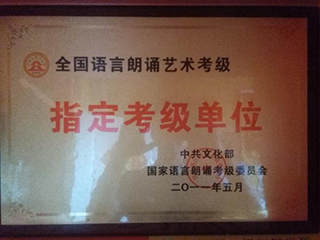 全国语言朗诵艺术考级
指定考级单位
中共文化部
国家语言朗诵考级委员会
二〇一一年五月